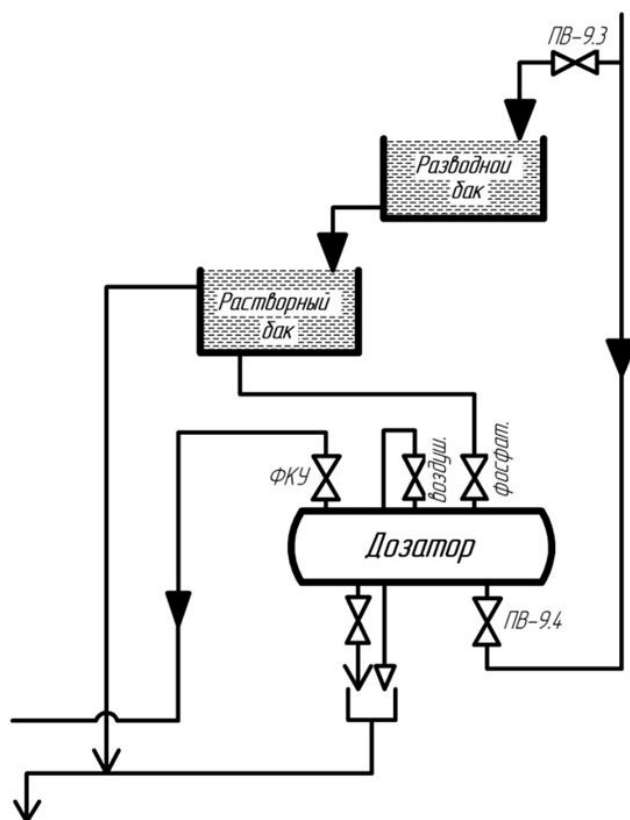 ПВ-9.3
Разводной
бак
Растворный
бак
ФКУ
воздуш.
фосфат.
Дозатор
ПВ-9.4